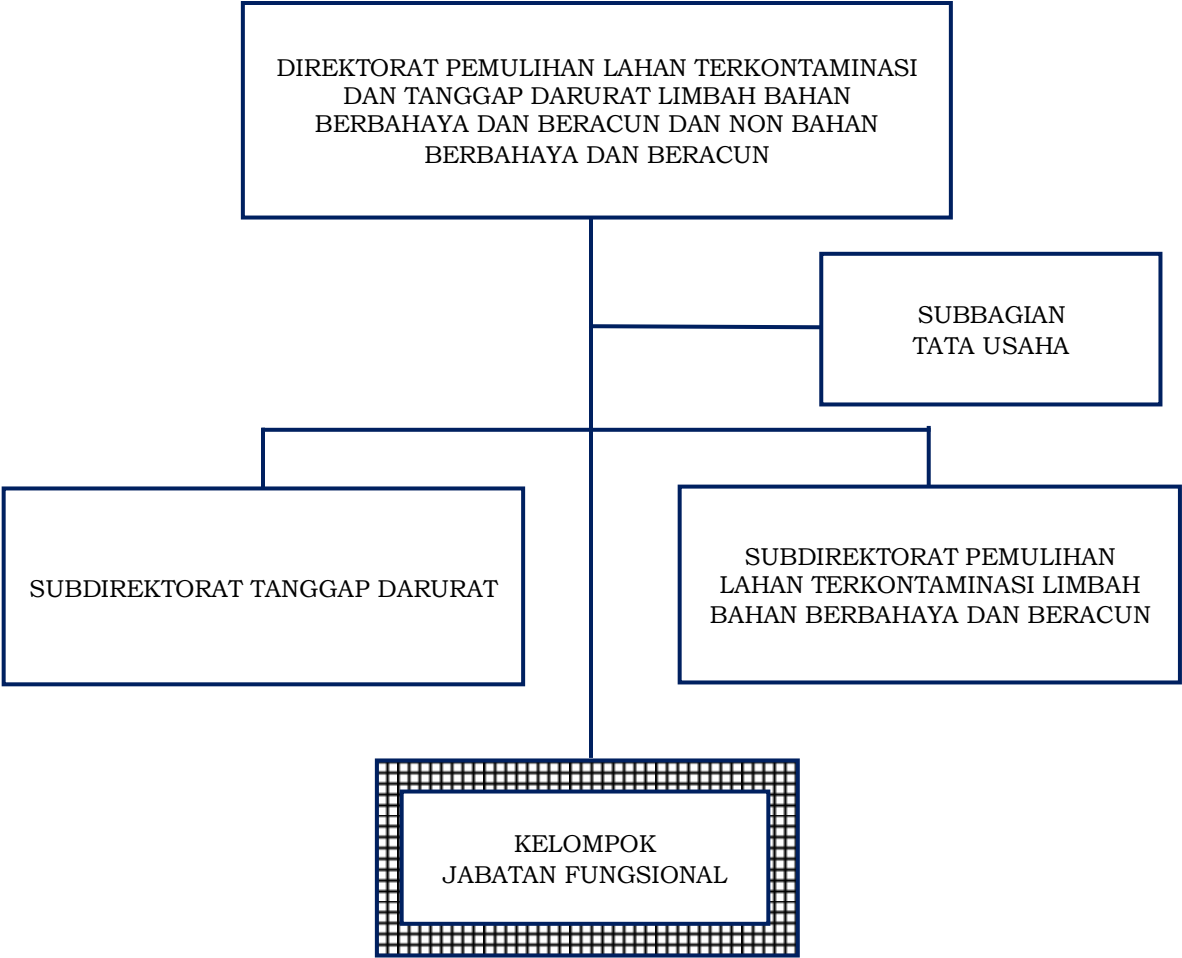 DIREKTORAT PEMULIHAN LAHAN TERKONTAMINASI
DAN TANGGAP DARURAT LIMBAH BAHAN
BERBAHAYA DAN BERACUN DAN NON BAHAN
BERBAHAYA DAN BERACUN
SUBBAGIAN
TATA USAHA
SUBDIREKTORAT TANGGAP DARURAT
SUBDIREKTORAT PEMULIHAN
LAHAN TERKONTAMINASI LIMBAH
BAHAN BERBAHAYA DAN BERACUN
KELOMPOK
JABATAN FUNGSIONAL